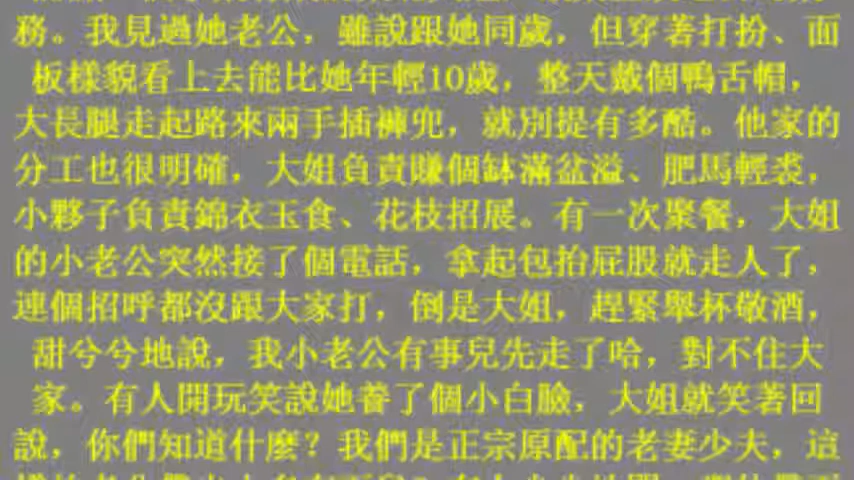 務。我見過她老公，雖說跟她同歲，但穿著打扮、面
板樣貌看上去能比她年輕10歲，整天戴個鴨舌帽，
大長腿走起路來兩手插褲兜，就別提有多酷。他家的
分工也很明確，大姐負責賺個缽滿盆溢、肥馬輕裘，
小夥子負責錦衣玉食、花枝招展。有一次聚餐，大姐
的小老公突然接了個電話，拿起包抬屁股就走人了，
連個招呼都沒跟大家打，倒是大姐，趕緊舉杯敬酒，
甜兮兮地說，我小老公有事兒先走了哈，對不住大
家。有人開玩笑說她養了個小白臉，大姐就笑著回
說，你們知道什麼？我們是正宗原配的老妻少夫，這